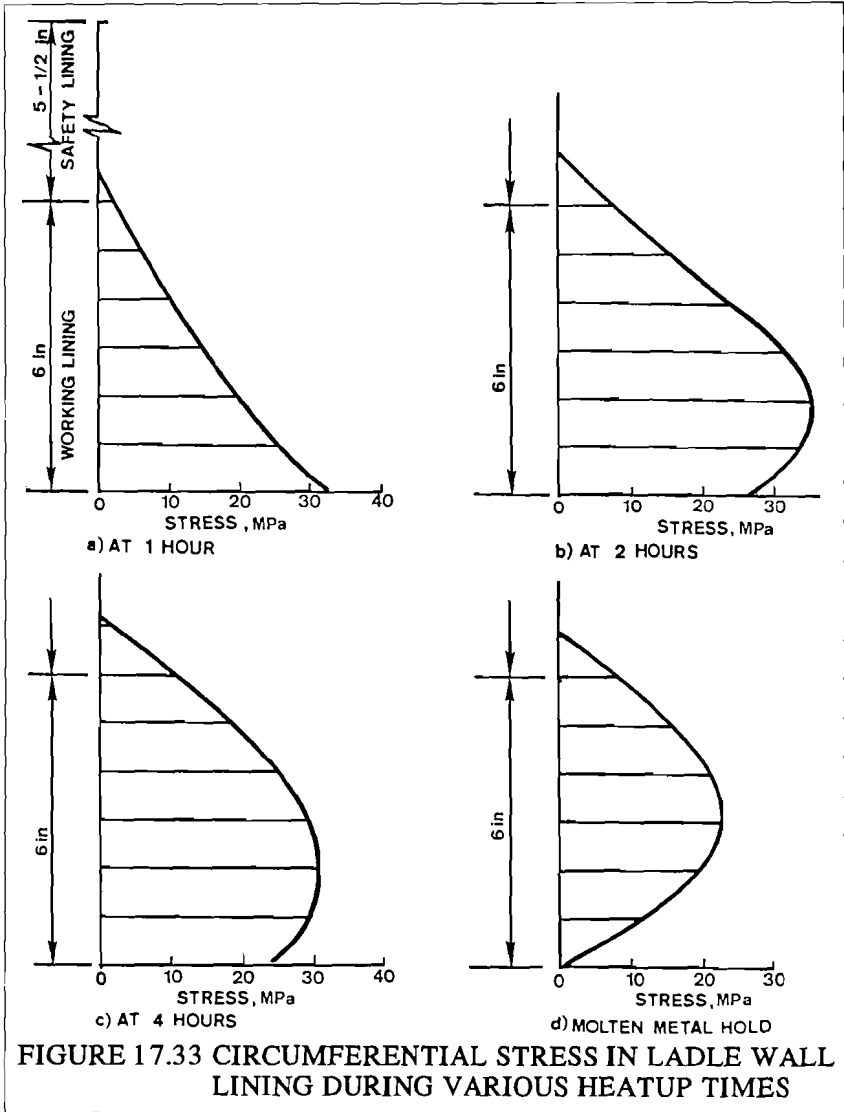 5 - 1/2 in
SAFETY LINING
6 in
WORKING LINING
0 10 20 30 40
STRESS, MPa
a) AT 1 HOUR
6 in
0 10 20 30
STRESS, MPa
b) AT 2 HOURS
6 in
0 10 20 30 40
STRESS, MPa
c) AT 4 HOURS
6 in
0 10 20 30
STRESS, MPa
d) MOLTEN METAL HOLD
FIGURE 17.33 CIRCUMFERENTIAL STRESS IN LADLE WALL
LINING DURING VARIOUS HEATUP TIMES